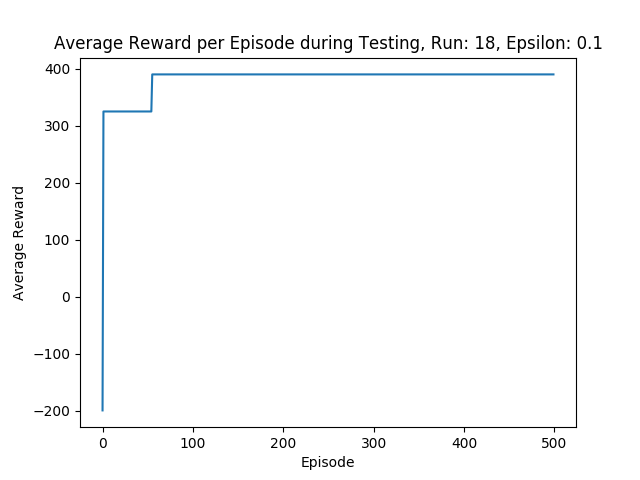 Average Reward per Episode during Testing, Run: 18, Epsilon: 0.1
400
300
200
100
0
−100
−200
Average Reward
0 100 200 300 400 500
Episode